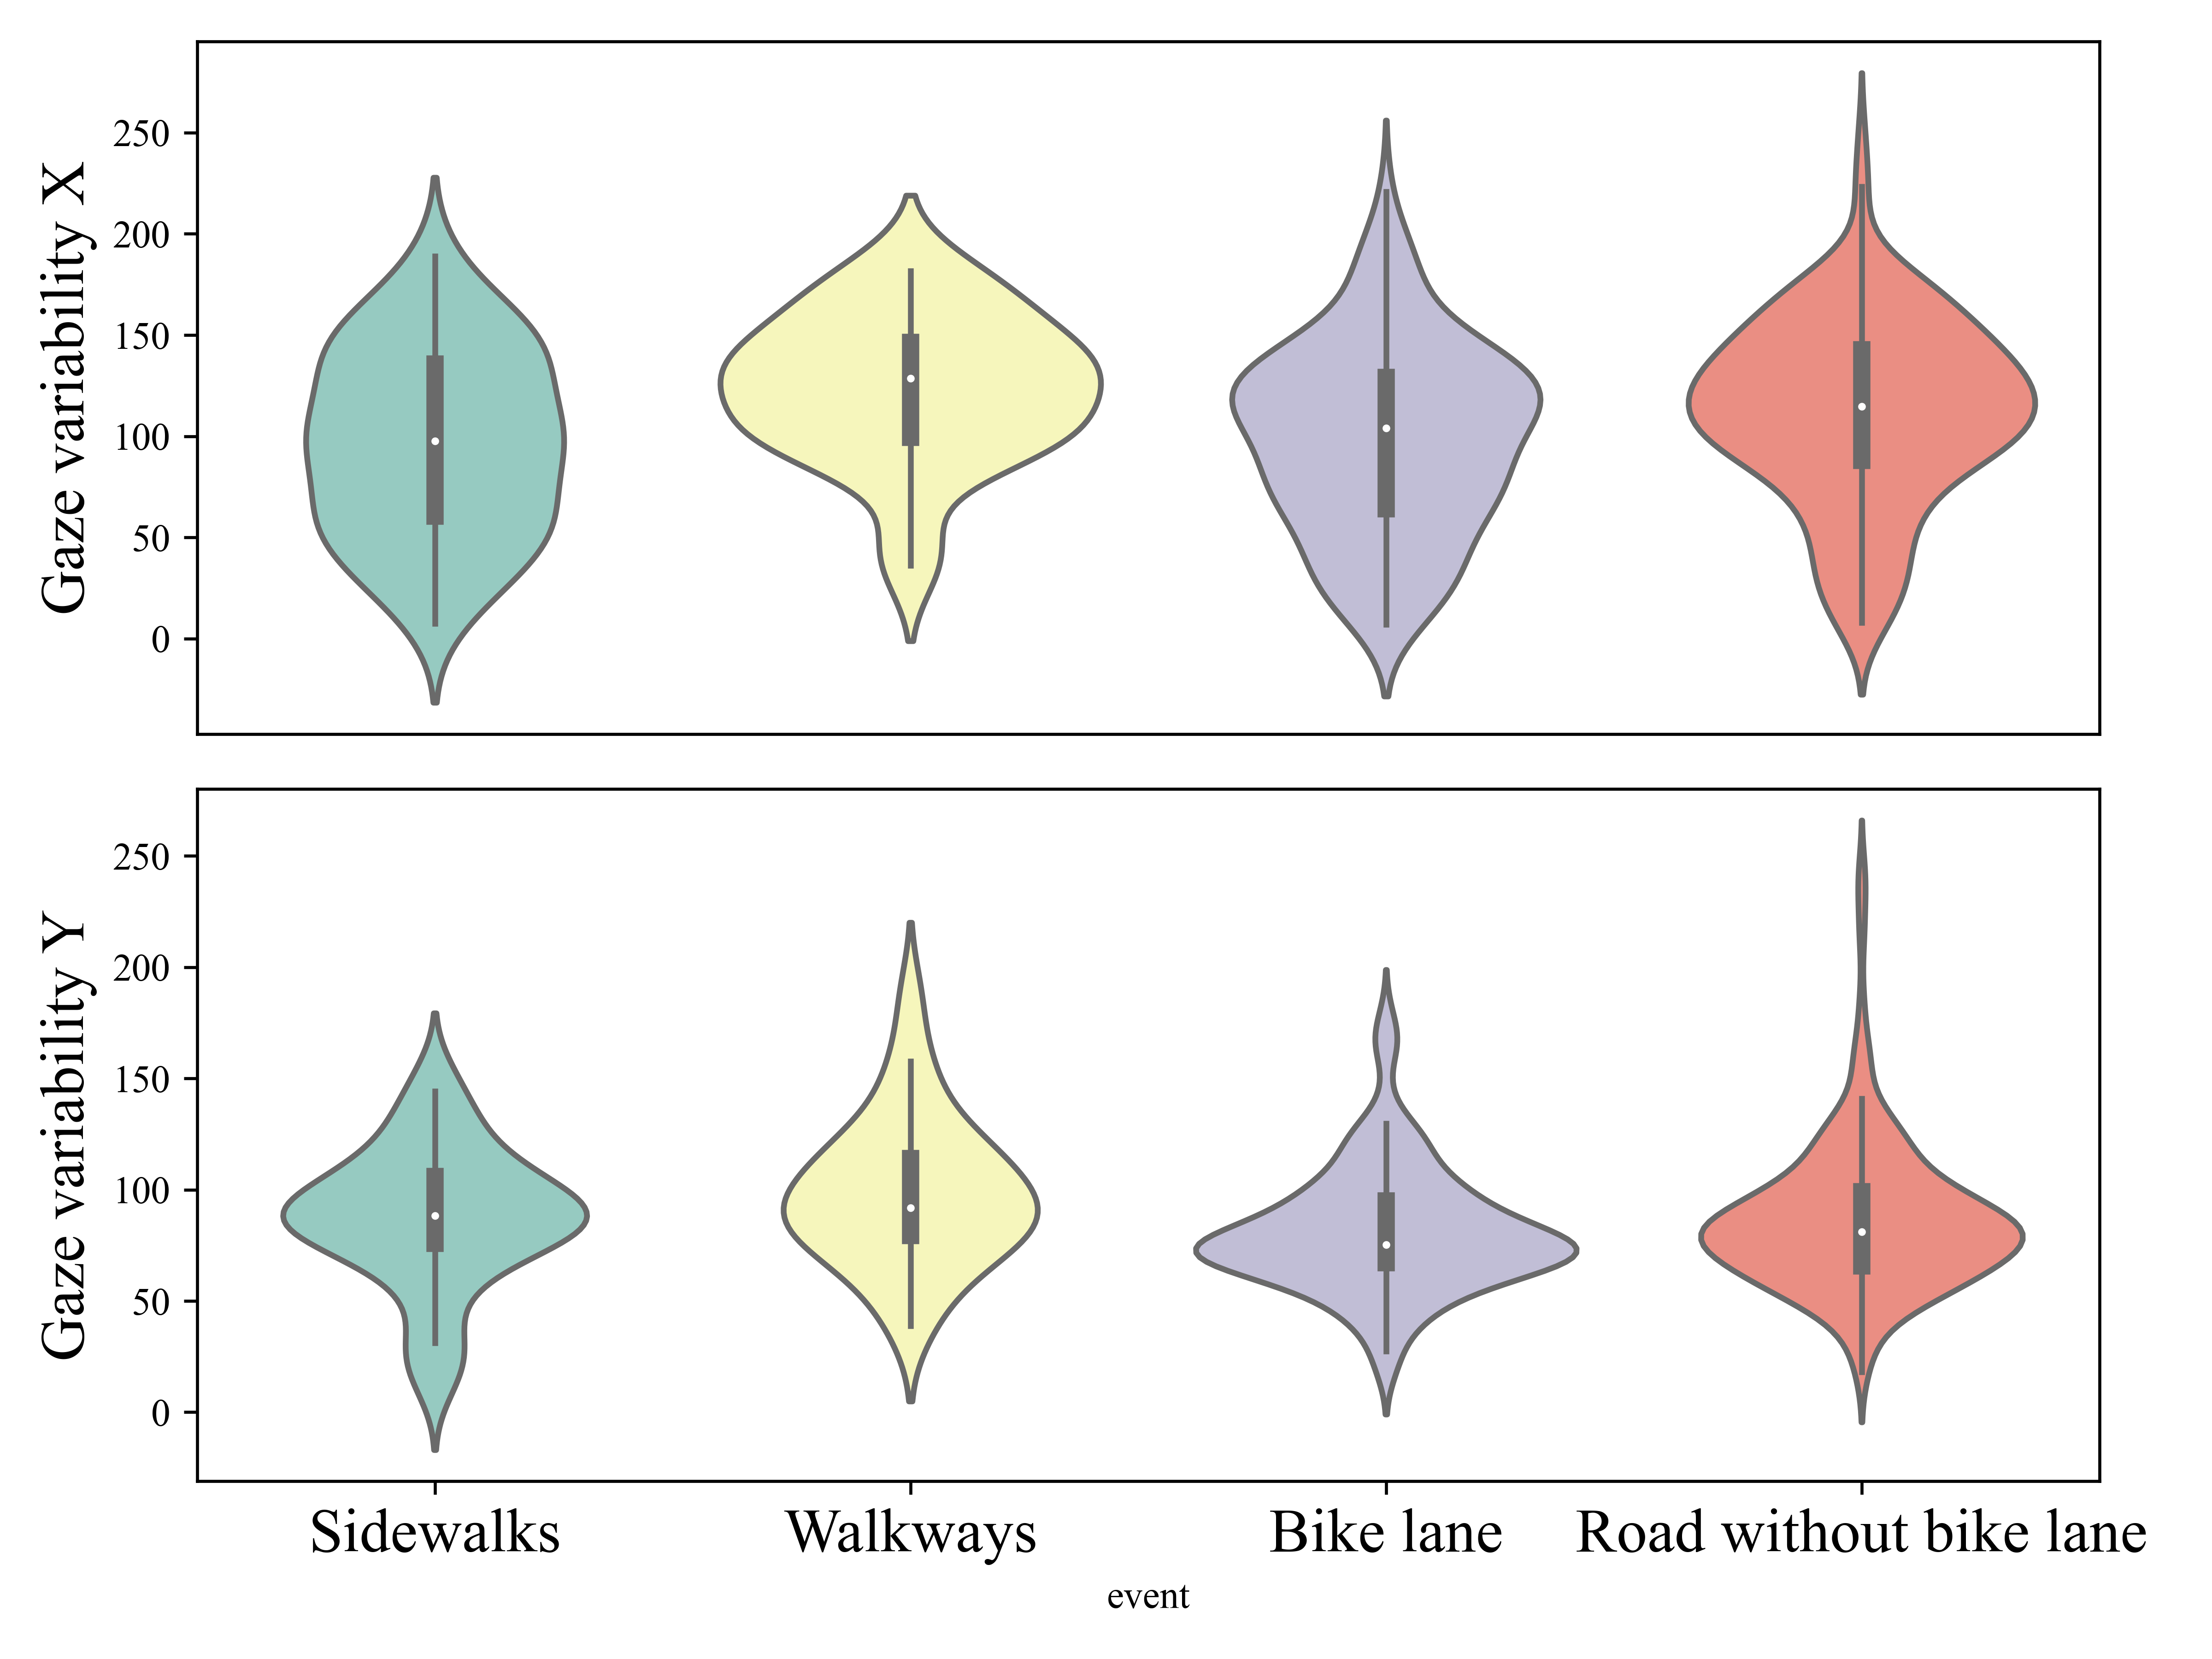 Gaze variability X
250
200
150
100
50
0
Gaze variability Y
250
200
150
100
50
0
Sidewalks
Walkways
Bike lane
Road without bike lane
event